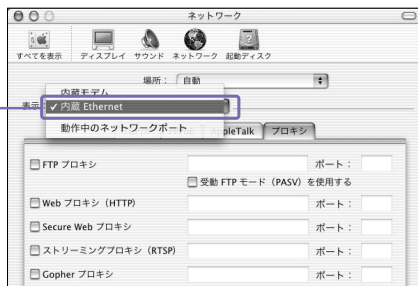 ネットワーク
すべてを表示 ディスプレイ サウンド ネットワーク 起動ディスク
場所： 自動
内蔵モデム
表示： ✓ 内蔵 Ethernet
動作中のネットワークポート
AppleTalk プロキシ
FTP プロキシ ポート：
受動 FTP モード（PASV）を使用する
Web プロキシ（HTTP） ポート：
Secure Web プロキシ ポート：
ストリーミングプロキシ（RTSP） ポート：
Gopher プロキシ ポート：